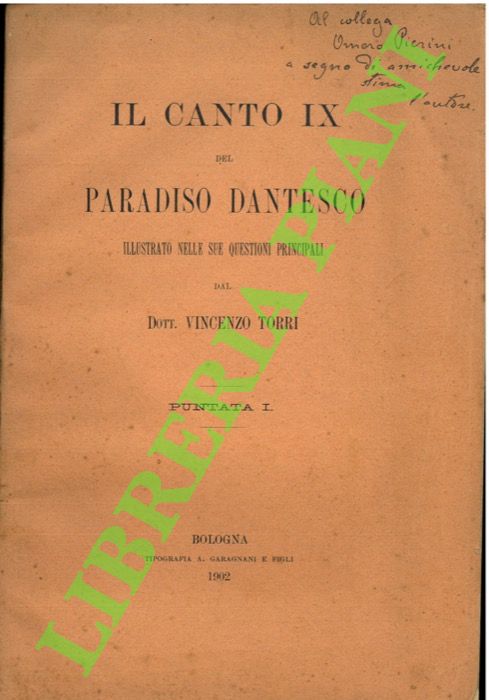 Al collega
Omero Pierini
a segno di amichevole
stima
l'autore.
IL CANTO IX
DEL
PARADISO DANTESCO
ILLUSTRATO NELLE SUE QUESTIONI PRINCIPALI
DAL
DOTT. VINCENZO TORRI
PUNTATA I.
BOLOGNA
TIPOGRAFIA A. GARAGNANI E FIGLI
1902
LIBRERIA PIANI